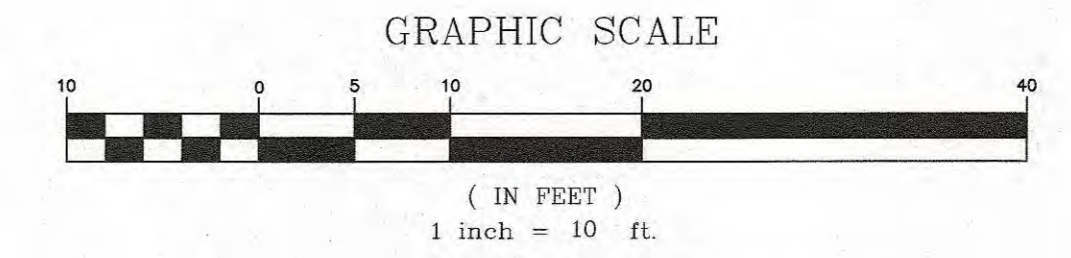 GRAPHIC SCALE
10 0 5 10 20 40
( IN FEET )
1 inch = 10 ft.